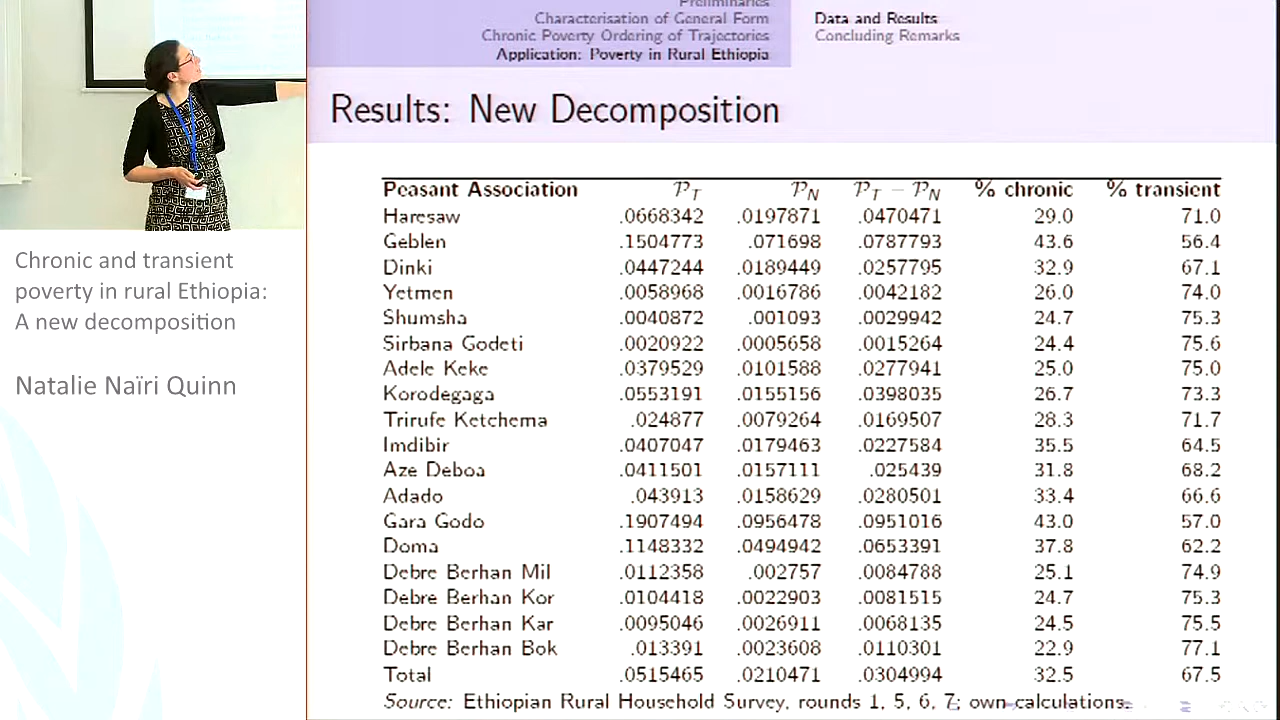 Preliminaries
Characterisation of General Form
Chronic Poverty Ordering of Trajectories
Application: Poverty in Rural Ethiopia
Data and Results
Concluding Remarks
Results: New Decomposition
Peasant Association 𝒫T 𝒫N 𝒫T − 𝒫N % chronic % transient
Haresaw .0668342 .0197871 .0470471 29.0 71.0
Geblen .1504773 .071698 .0787793 43.6 56.4
Dinki .0447244 .0189449 .0257795 32.9 67.1
Yetmen .0058968 .0016786 .0042182 26.0 74.0
Shumsha .0040872 .001093 .0029942 24.7 75.3
Sirbana Godeti .0020922 .0005658 .0015264 24.4 75.6
Adele Keke .0379529 .0101588 .0277941 25.0 75.0
Korodegaga .0553191 .0155156 .0398035 26.7 73.3
Trirufe Ketchema .024877 .0079264 .0169507 28.3 71.7
Imdibir .0407047 .0179463 .0227584 35.5 64.5
Aze Deboa .0411501 .0157111 .025439 31.8 68.2
Adado .043913 .0158629 .0280501 33.4 66.6
Gara Godo .1907494 .0956478 .0951016 43.0 57.0
Doma .1148332 .0494942 .0653391 37.8 62.2
Debre Berhan Mil .0112358 .002757 .0084788 25.1 74.9
Debre Berhan Kor .0104418 .0022903 .0081515 24.7 75.3
Debre Berhan Kar .0095046 .0026911 .0068135 24.5 75.5
Debre Berhan Bok .013391 .0023608 .0110301 22.9 77.1
Total .0515465 .0210471 .0304994 32.5 67.5
Source: Ethiopian Rural Household Survey, rounds 1, 5, 6, 7; own calculations.
Chronic and transient
poverty in rural Ethiopia:
A new decomposition
Natalie Naïri Quinn